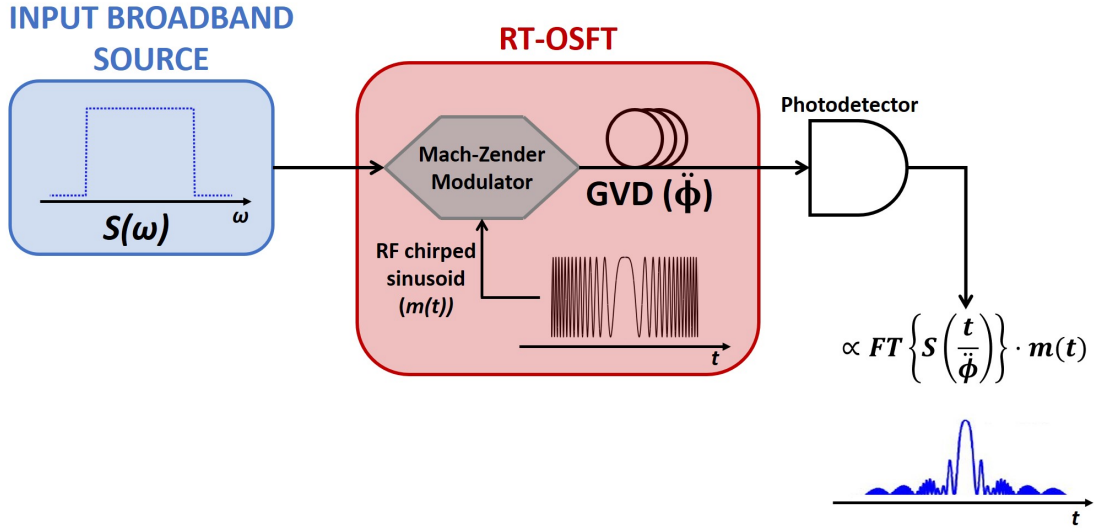 INPUT BROADBAND
SOURCE
S(ω)
ω
RT-OSFT
Mach-Zender
Modulator
GVD (ϕ̈)
RF chirped
sinusoid
(m(t))
t
Photodetector
∝ FT{S(t/ϕ̈)} · m(t)
t